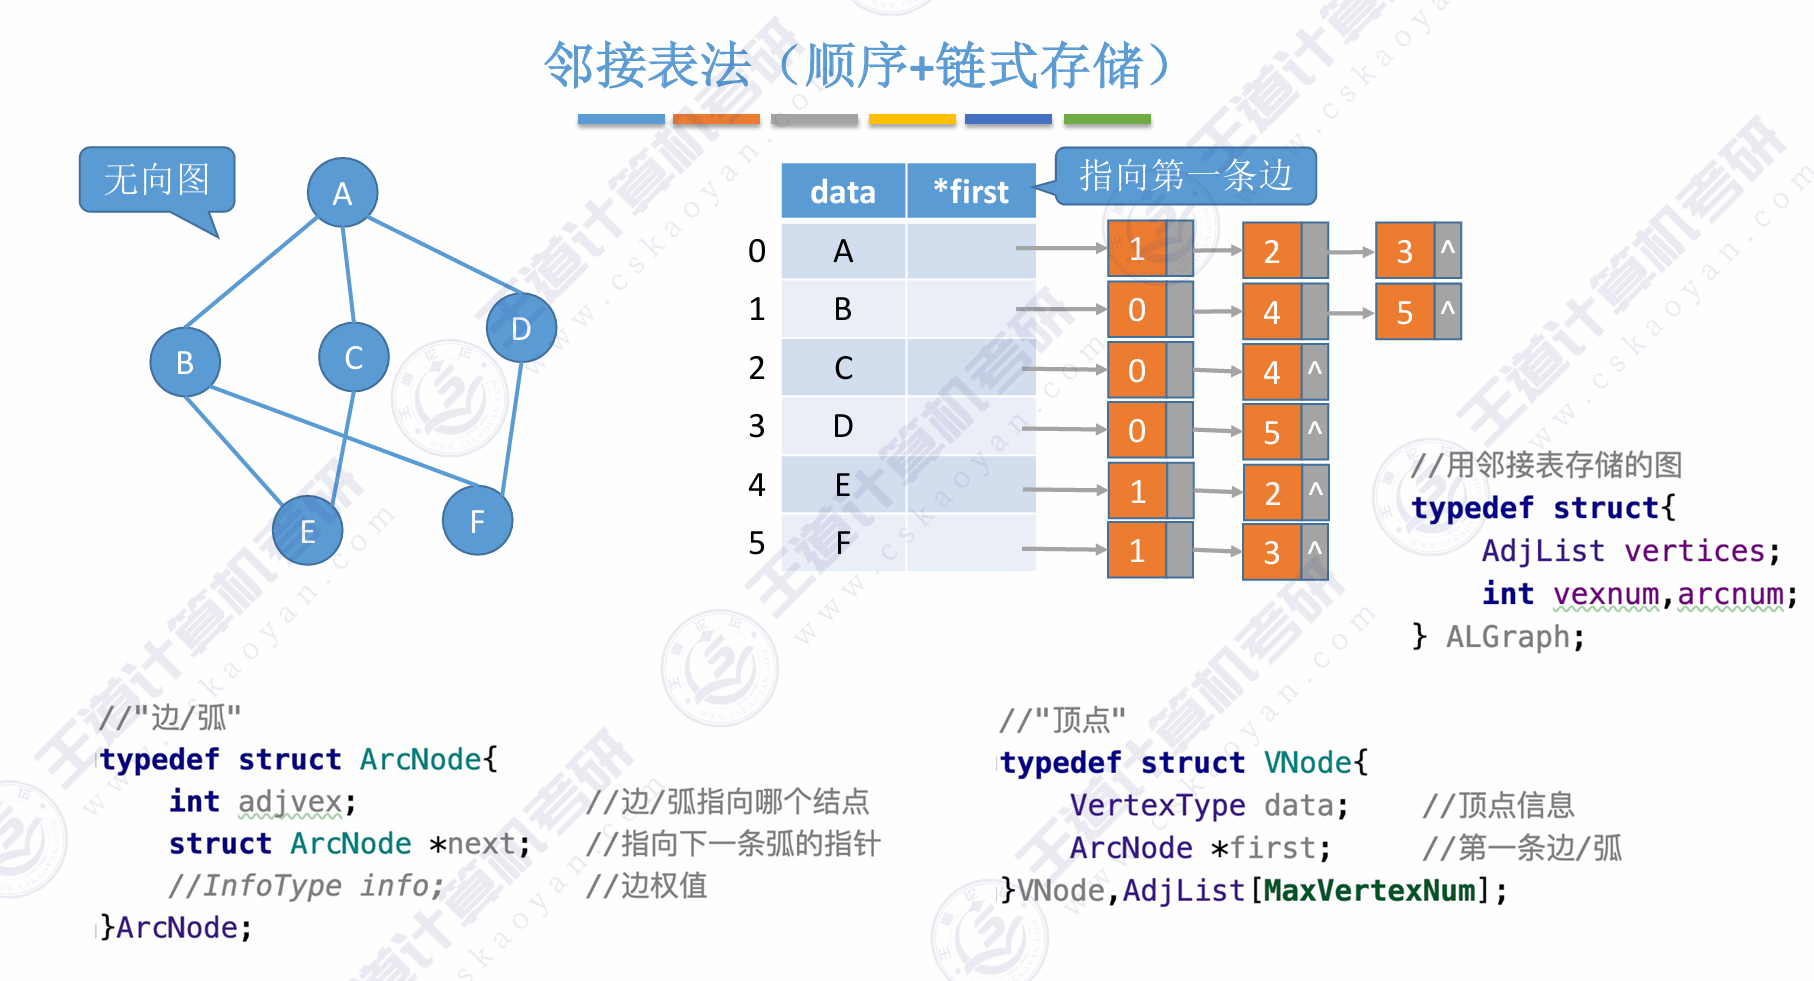 邻接表法（顺序+链式存储）
无向图
A
B
C
D
E
F
指向第一条边
data *first
0 A 1 2 3 ^
1 B 0 4 5 ^
2 C 0 4 ^
3 D 0 5 ^
4 E 1 2 ^
5 F 1 3 ^
//用邻接表存储的图
typedef struct{
AdjList vertices;
int vexnum,arcnum;
} ALGraph;
//"边/弧"
typedef struct ArcNode{
int adjvex; //边/弧指向哪个结点
struct ArcNode *next; //指向下一条弧的指针
//InfoType info; //边权值
}ArcNode;
//"顶点"
typedef struct VNode{
VertexType data; //顶点信息
ArcNode *first; //第一条边/弧
}VNode,AdjList[MaxVertexNum];
王道计算机考研
www.cskaoyan.com